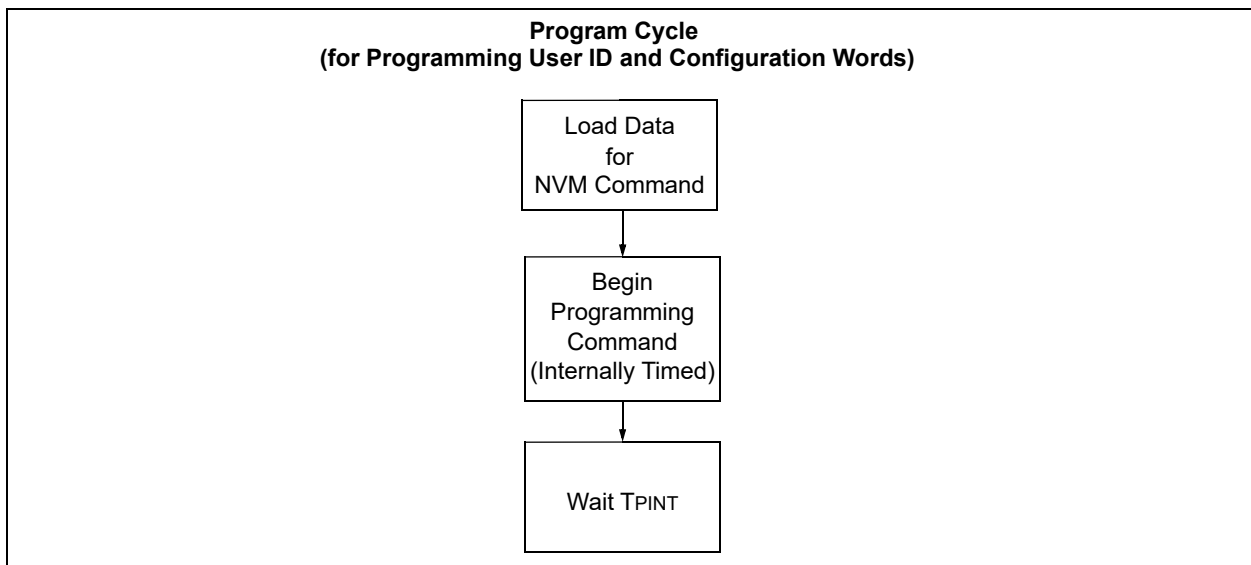 Program Cycle
(for Programming User ID and Configuration Words)
Load Data
for
NVM Command
Begin
Programming
Command
(Internally Timed)
Wait TPINT